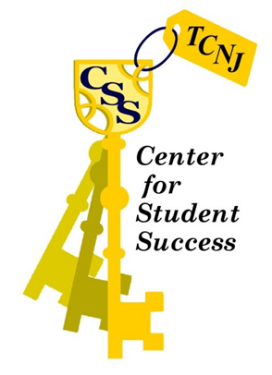 TCNJ
CSS
Center
for
Student
Success